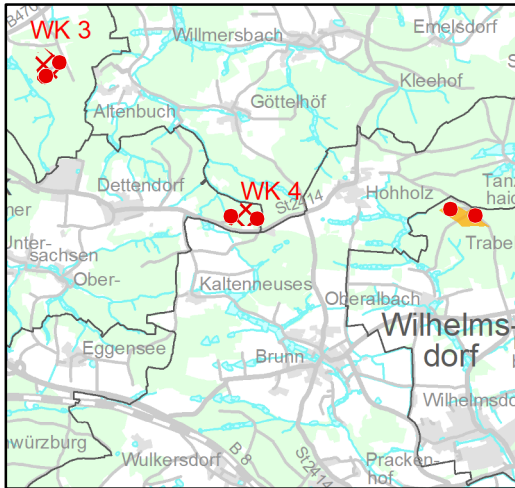 B470
WK 3
Willmersbach
Emelsdorf
Kleehof
Altenbuch
Göttelhöf
Dettendorf
WK 4
St2414
Hohholz
Tanz
haid
ner
Unter-
sachsen
Ober-
Kaltenneuses
Oberalbach
Trabe
Wilhelms-
dorf
Eggensee
Brunn
Wilhelmsdo
hwürzburg
Wulkersdorf
B 8
St2414
Pracken
hof